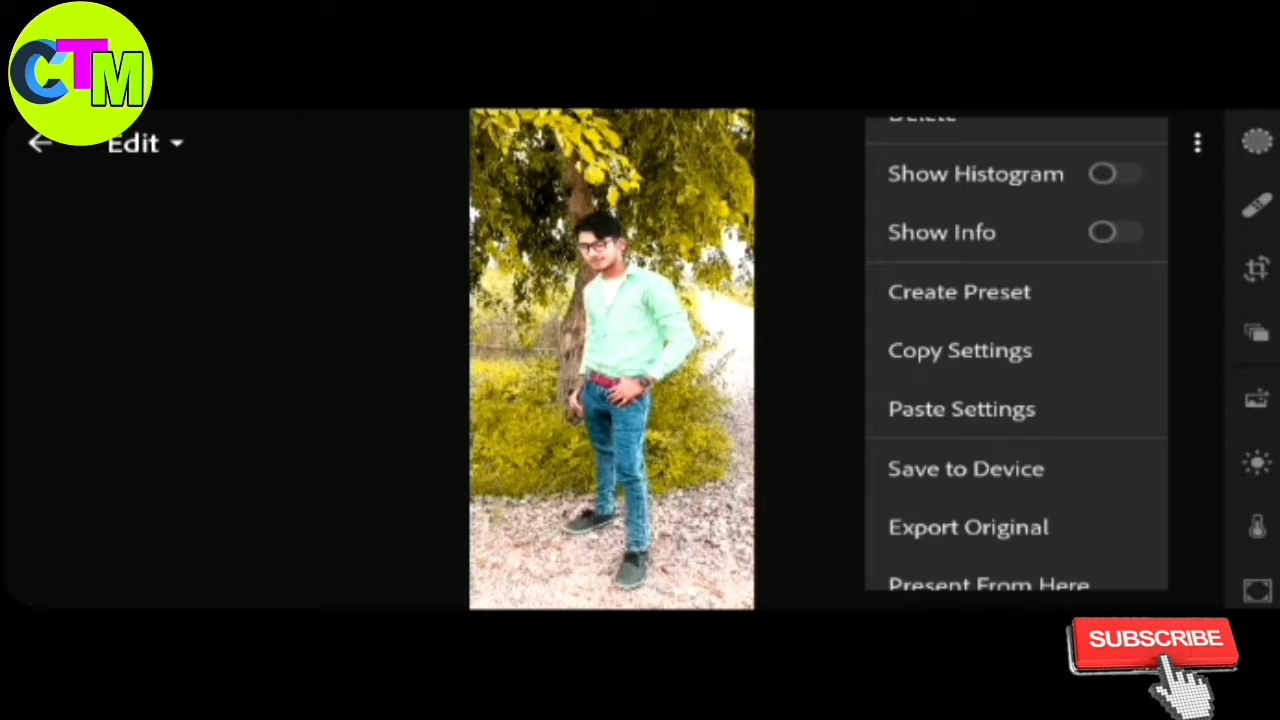 CTM
Edit
Delete
Show Histogram
Show Info
Create Preset
Copy Settings
Paste Settings
Save to Device
Export Original
Present From Here
SUBSCRIBE